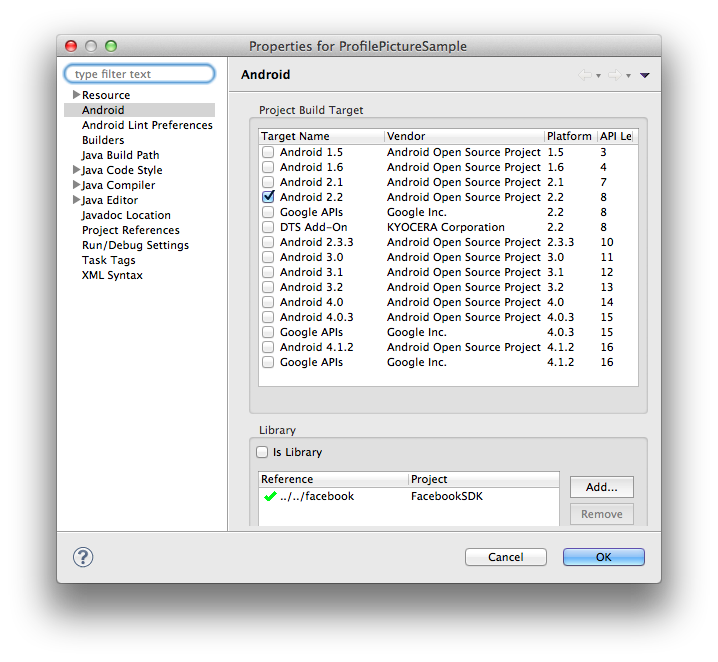 Properties for ProfilePictureSample
type filter text
Resource
Android
Android Lint Preferences
Builders
Java Build Path
Java Code Style
Java Compiler
Java Editor
Javadoc Location
Project References
Run/Debug Settings
Task Tags
XML Syntax
Android
Project Build Target
Target Name Vendor Platform API Le
Android 1.5 Android Open Source Project 1.5 3
Android 1.6 Android Open Source Project 1.6 4
Android 2.1 Android Open Source Project 2.1 7
Android 2.2 Android Open Source Project 2.2 8
Google APIs Google Inc. 2.2 8
DTS Add-On KYOCERA Corporation 2.2 8
Android 2.3.3 Android Open Source Project 2.3.3 10
Android 3.0 Android Open Source Project 3.0 11
Android 3.1 Android Open Source Project 3.1 12
Android 3.2 Android Open Source Project 3.2 13
Android 4.0 Android Open Source Project 4.0 14
Android 4.0.3 Android Open Source Project 4.0.3 15
Google APIs Google Inc. 4.0.3 15
Android 4.1.2 Android Open Source Project 4.1.2 16
Google APIs Google Inc. 4.1.2 16
Library
Is Library
Reference Project
../../facebook FacebookSDK
Add...
Remove
?
Cancel
OK